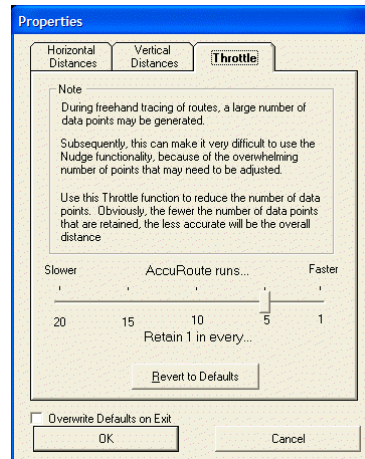 Properties
Horizontal Distances
Vertical Distances
Throttle
Note
During freehand tracing of routes, a large number of
data points may be generated.
Subsequently, this can make it very difficult to use the
Nudge functionality, because of the overwhelming
number of points that may need to be adjusted.
Use this Throttle function to reduce the number of data
points. Obviously, the fewer the number of data points
that are retained, the less accurate will be the overall
distance
Slower AccuRoute runs... Faster
20 15 10 5 1
Retain 1 in every...
Revert to Defaults
Overwrite Defaults on Exit
OK Cancel